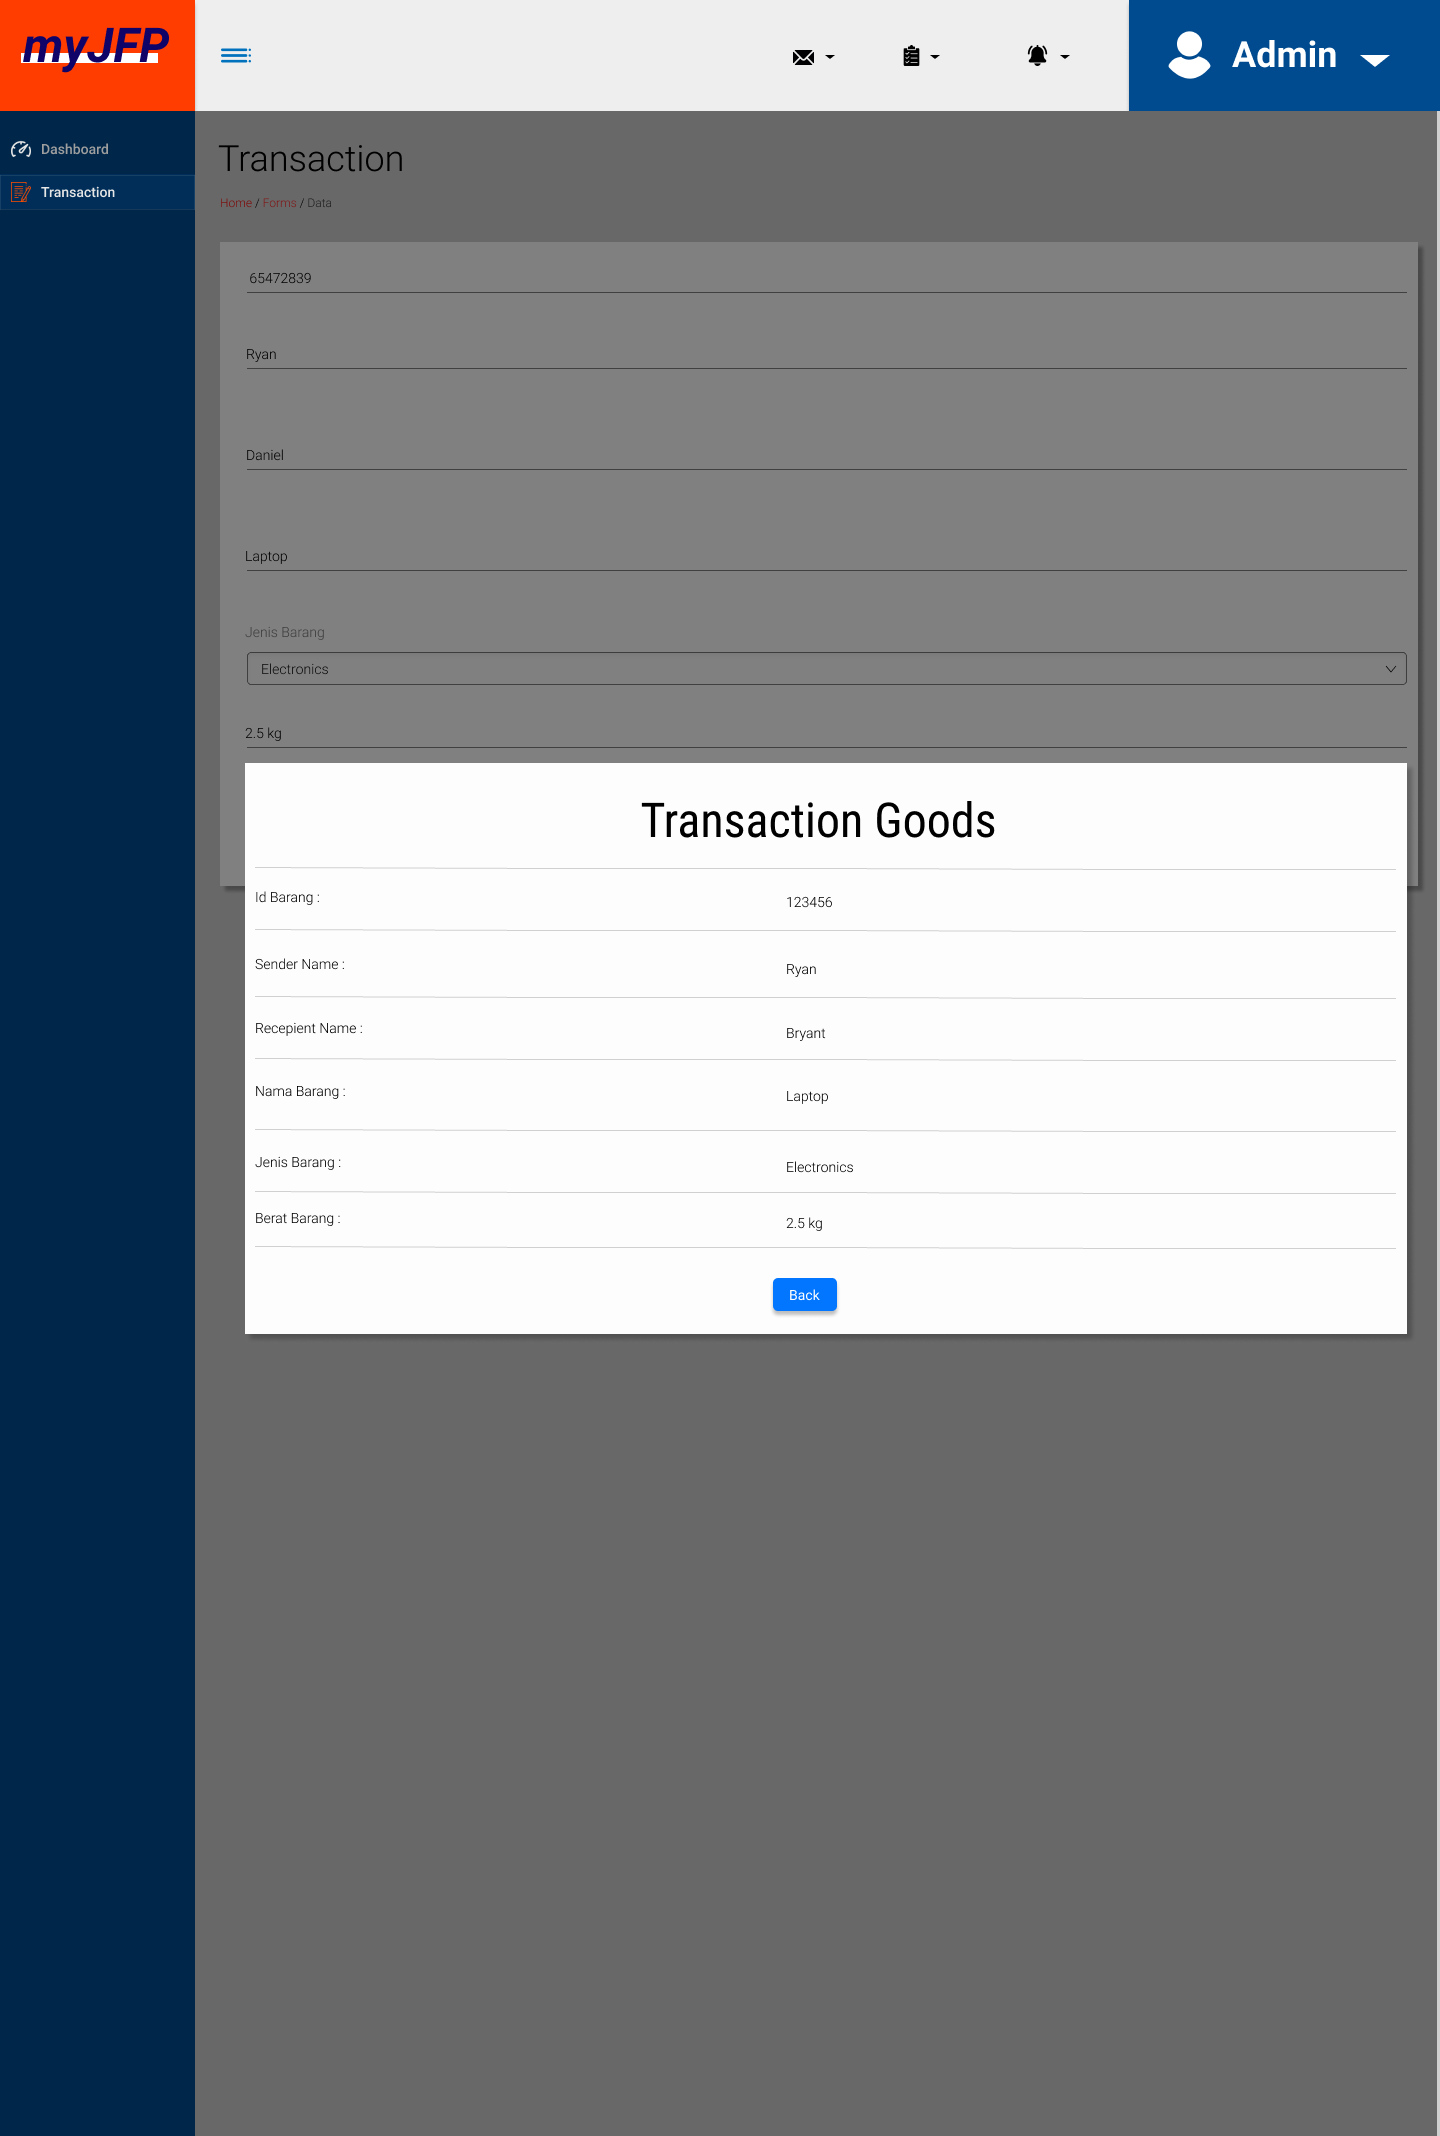 myJFP
Admin
Dashboard
Transaction
Transaction
Home / Forms / Data
65472839
Ryan
Daniel
Laptop
Jenis Barang
Electronics
2.5 kg
Transaction Goods
Id Barang :
123456
Sender Name :
Ryan
Recepient Name :
Bryant
Nama Barang :
Laptop
Jenis Barang :
Electronics
Berat Barang :
2.5 kg
Back